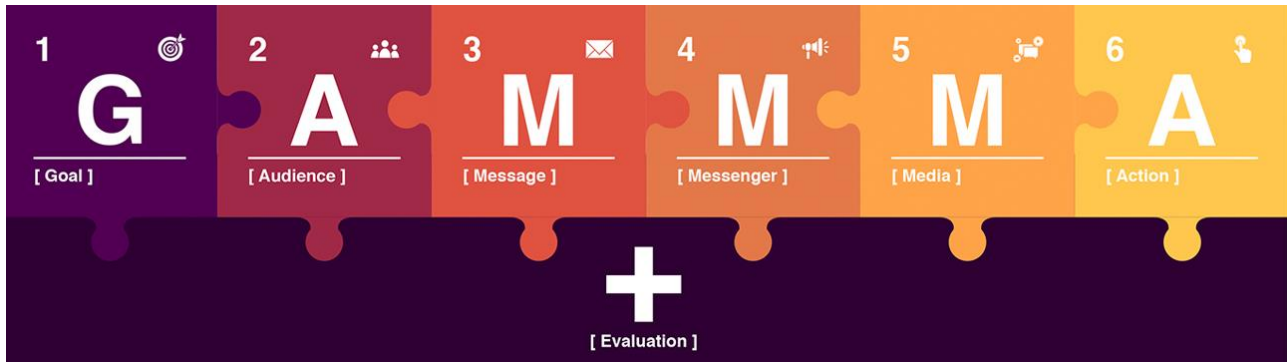 1
G
[ Goal ]
2
A
[ Audience ]
3
M
[ Message ]
4
M
[ Messenger ]
5
M
[ Media ]
6
A
[ Action ]
+
[ Evaluation ]